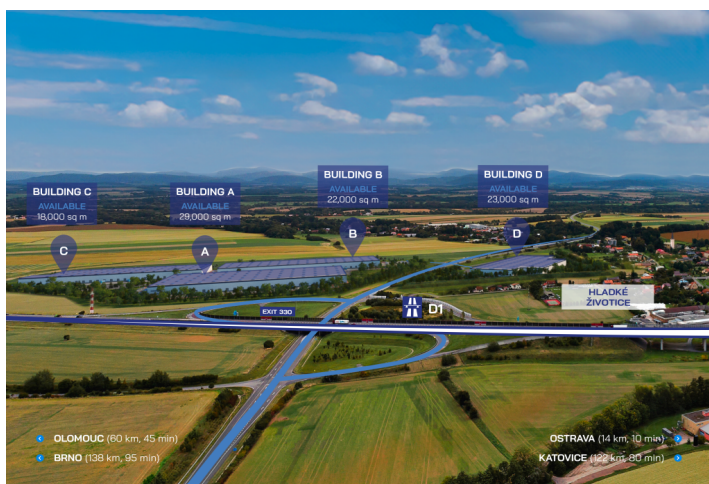 BUILDING B
AVAILABLE
22,000 sq m
BUILDING D
AVAILABLE
23,000 sq m
BUILDING C
AVAILABLE
18,000 sq m
BUILDING A
AVAILABLE
29,000 sq m
C
A
B
D
HLADKÉ
ŽIVOTICE
EXIT 330
D1
OLOMOUC (60 km, 45 min)
BRNO (138 km, 95 min)
OSTRAVA (14 km, 10 min)
KATOVICE (122 km, 80 min)